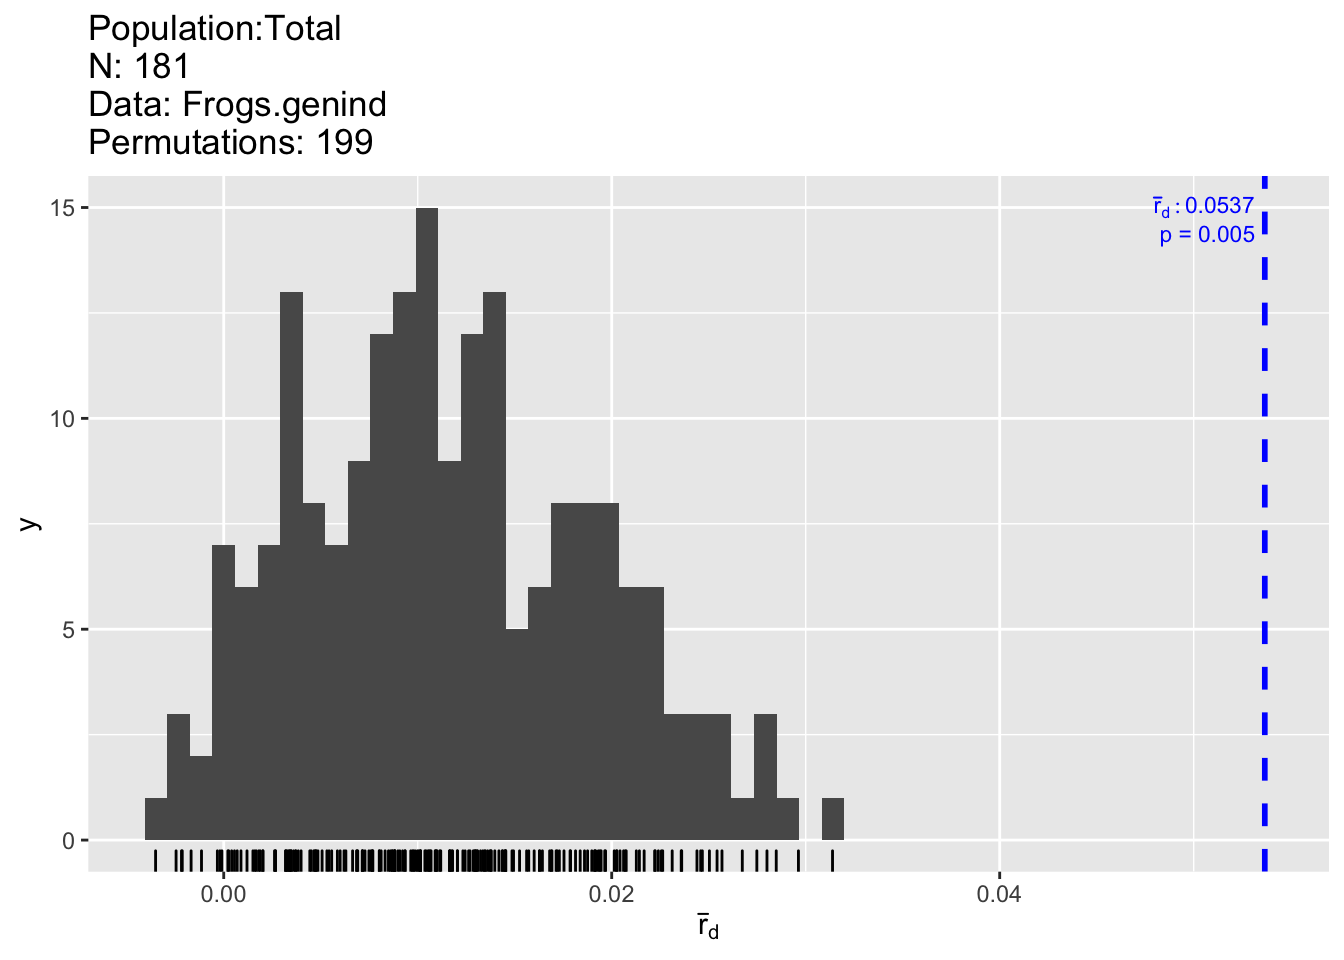 Population:Total
N: 181
Data: Frogs.genind
Permutations: 199
15
r̄d : 0.0537
p = 0.005
10
y
5
0
0.00 0.02 0.04
r̄d